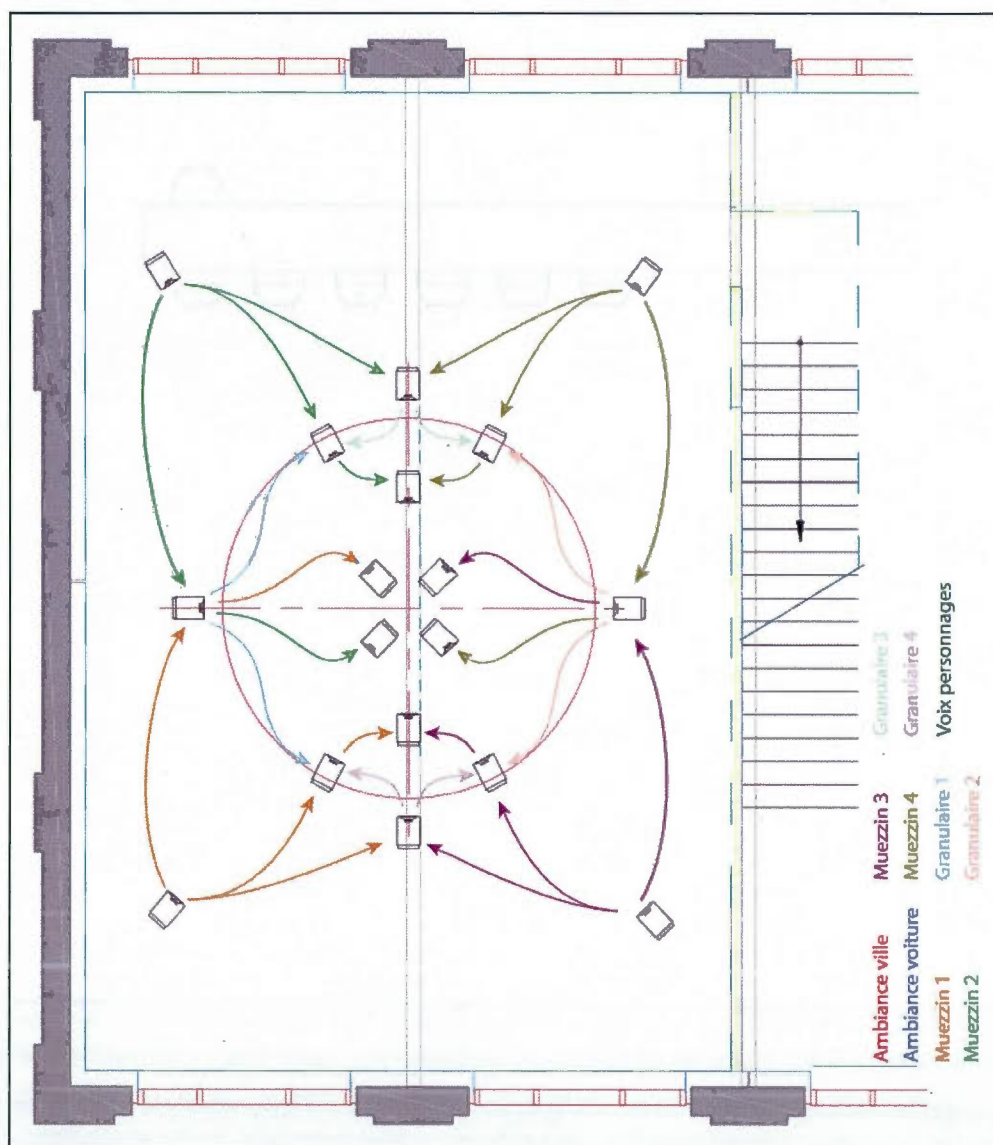 Ambiance ville
Ambiance voiture
Muezzin 1
Muezzin 2
Muezzin 3
Muezzin 4
Granulaire 1
Granulaire 2
Granulaire 3
Granulaire 4
Voix personnages